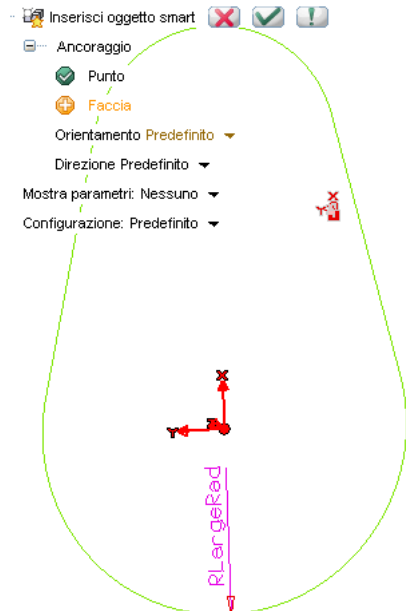 Inserisci oggetto smart
Ancoraggio
Punto
Faccia
Orientamento Predefinito
Direzione Predefinito
Mostra parametri: Nessuno
Configurazione: Predefinito
X
Y
X
Y
RLargeRad